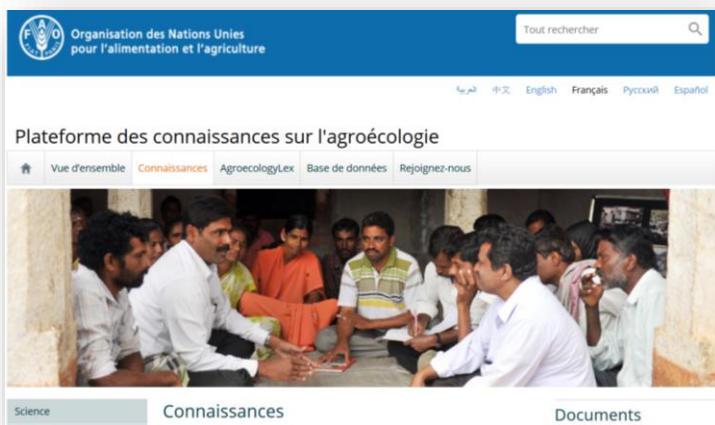 Organisation des Nations Unies
pour l'alimentation et l'agriculture
Tout rechercher
العربية 中文 English Français Русский Español
Plateforme des connaissances sur l'agroécologie
Vue d'ensemble Connaissances AgroecologyLex Base de données Rejoignez-nous
Science Connaissances Documents